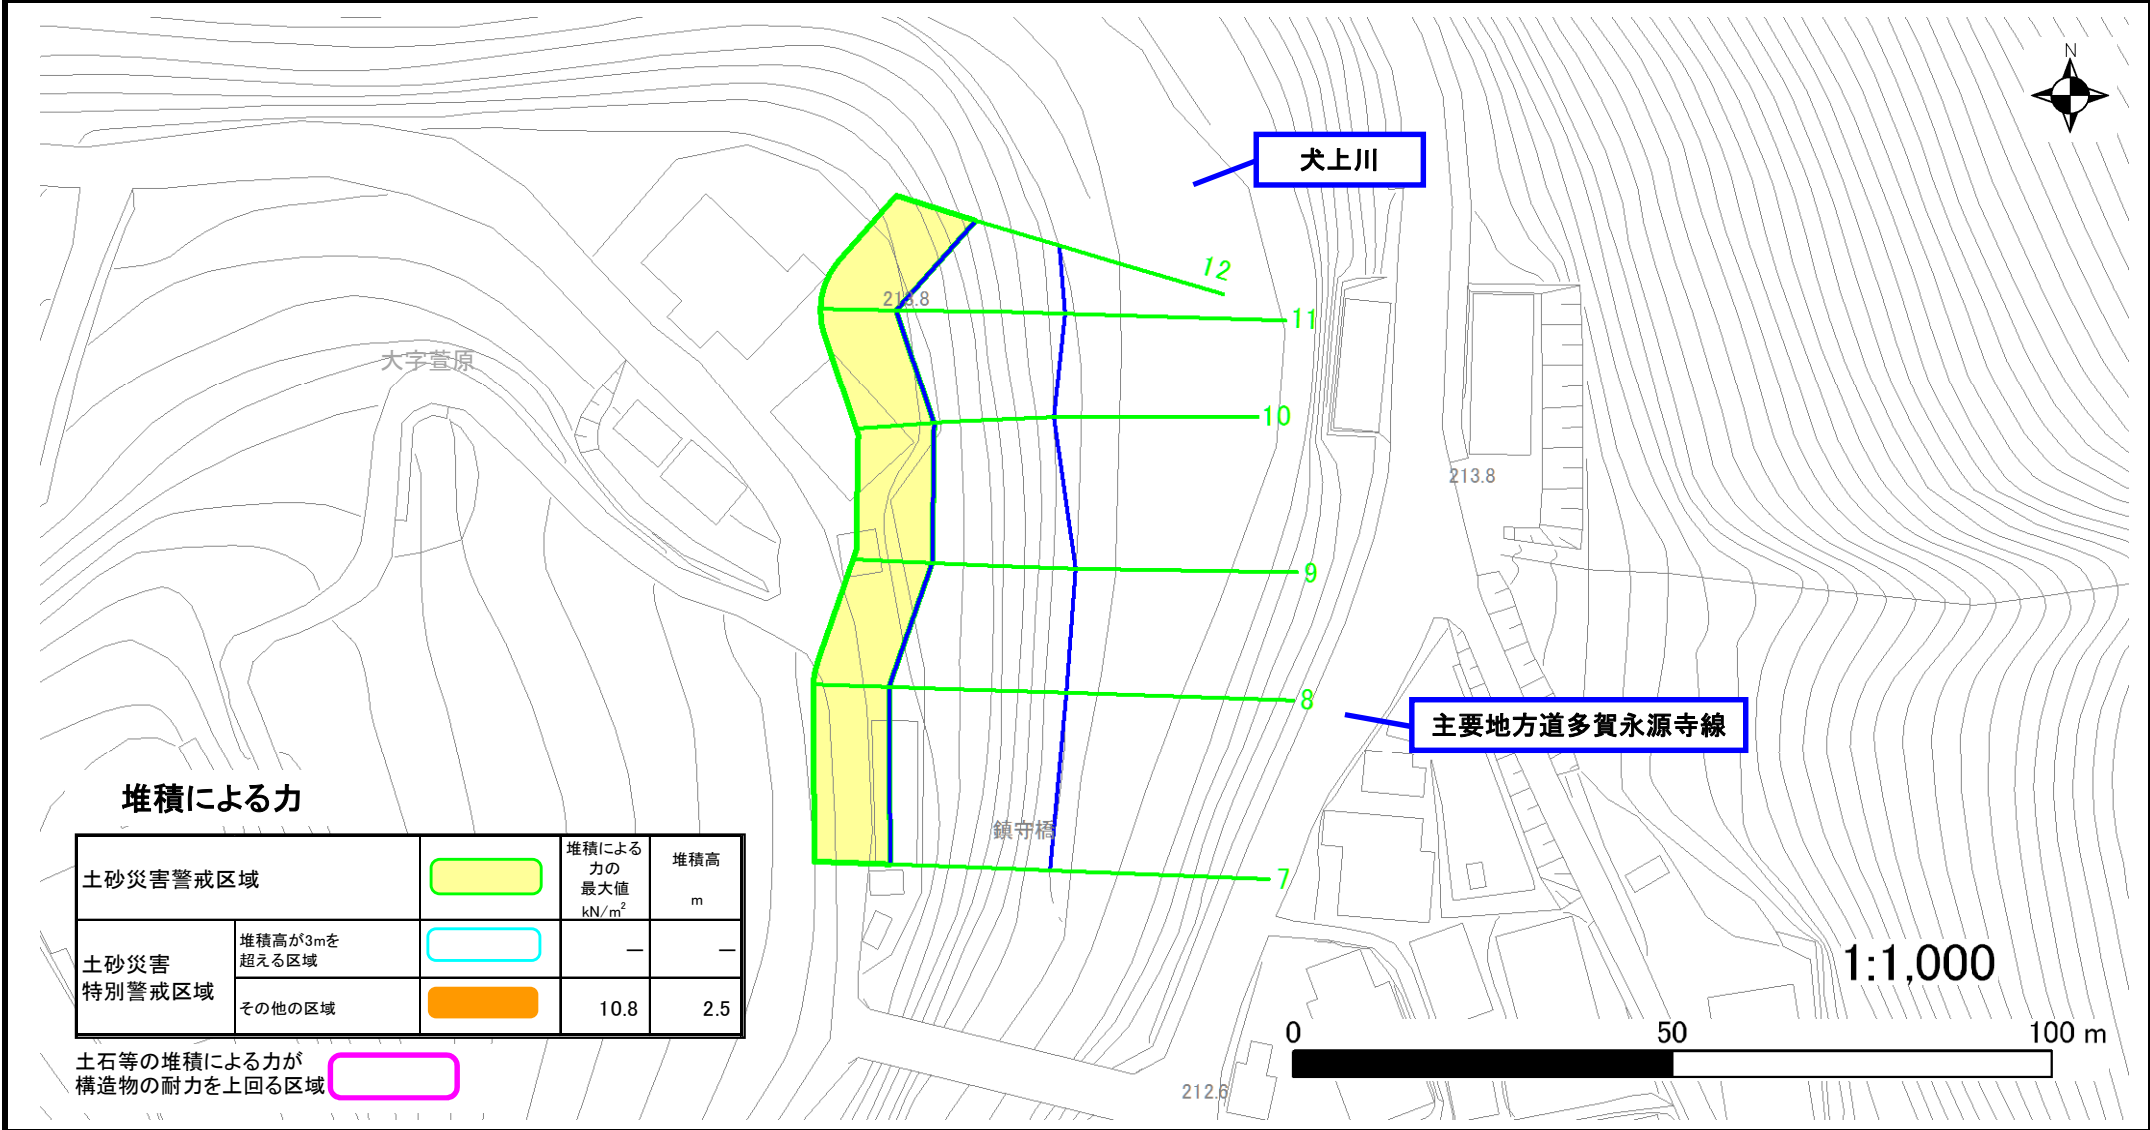 N
犬上川
12
213.8
11
大字萱原
10
213.8
9
8
主要地方道多賀永源寺線
堆積による力
鎮守橋
7
土砂災害警戒区域
堆積による
力の
最大値
kN/m²
堆積高
m
土砂災害
特別警戒区域
堆積高が3mを
超える区域
－
－
その他の区域
10.8
2.5
土石等の堆積による力が
構造物の耐力を上回る区域
1:1,000
0
50
100 m
212.6